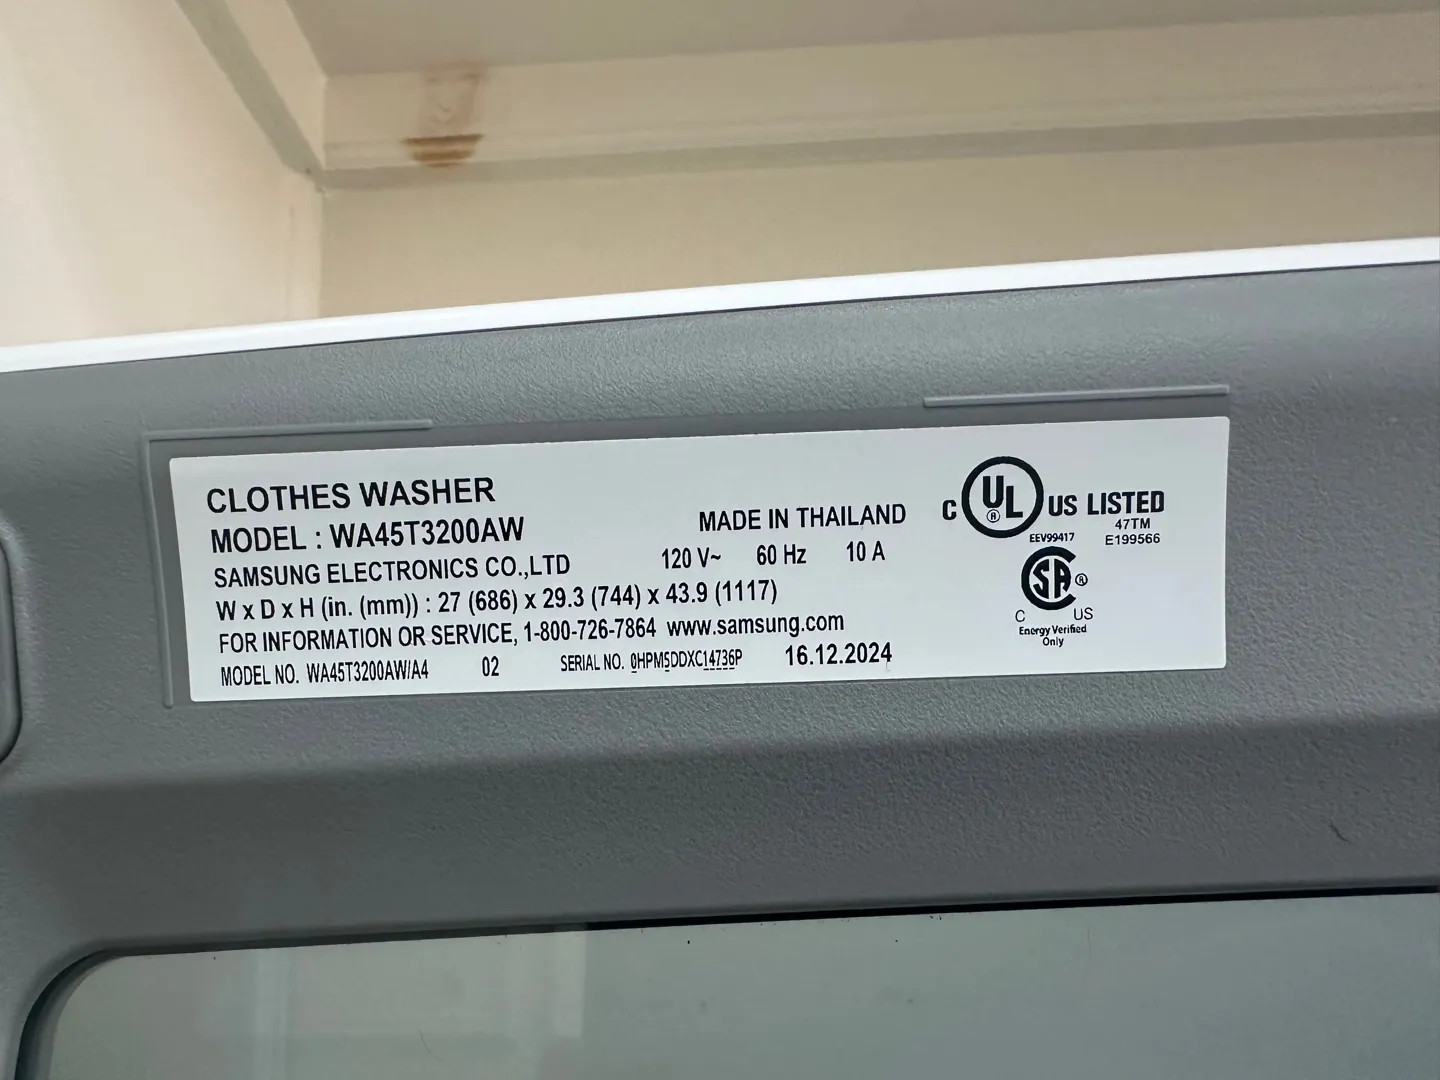 CLOTHES WASHER
MODEL : WA45T3200AW
SAMSUNG ELECTRONICS CO.,LTD
MADE IN THAILAND
120 V~ 60 Hz 10 A
W x D x H (in. (mm)) : 27 (686) x 29.3 (744) x 43.9 (1117)
FOR INFORMATION OR SERVICE, 1-800-726-7864 www.samsung.com
MODEL NO. WA45T3200AW/A4 02 SERIAL NO. 0HPM5DDXC14736P 16.12.2024
C UL ® US LISTED
47TM
EEV99417 E199566
SA ®
C US
Energy Verified
Only